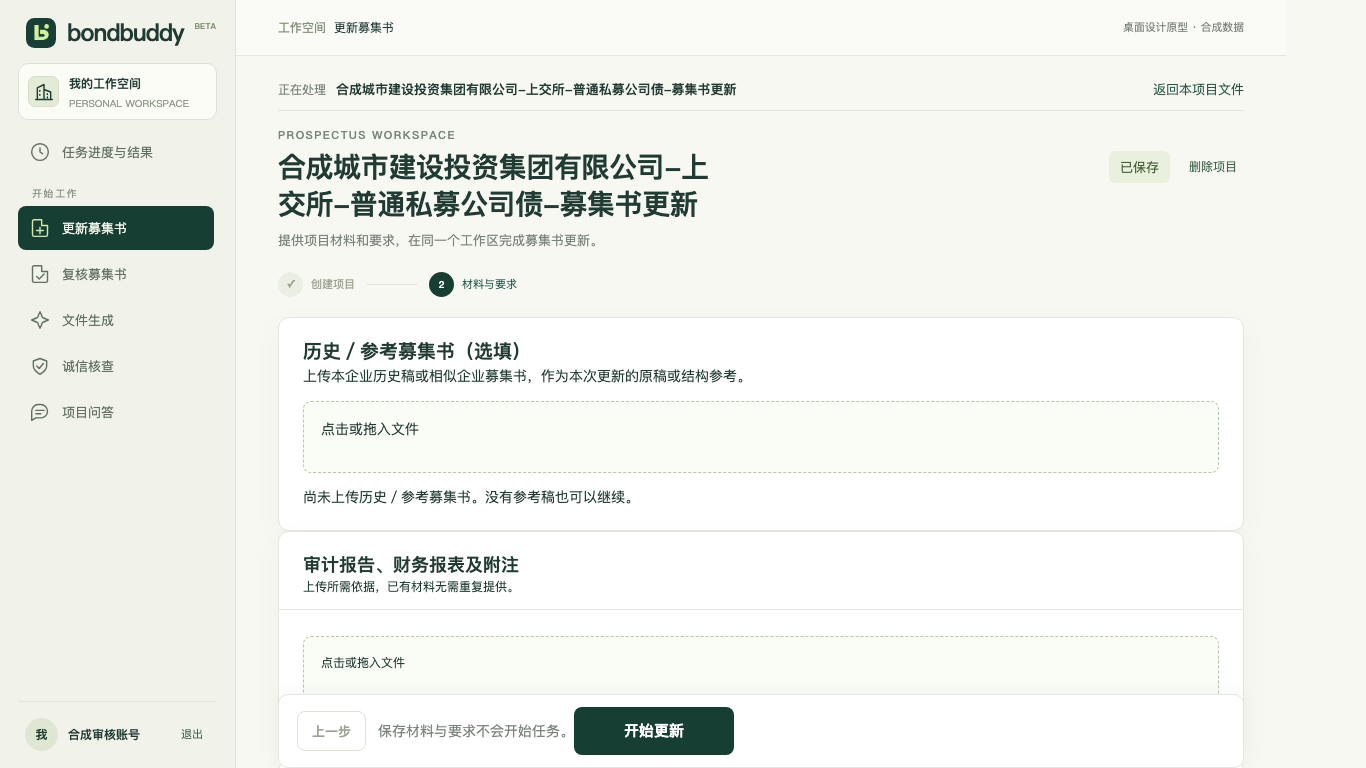 bondbuddy BETA
我的工作空间
PERSONAL WORKSPACE
任务进度与结果
开始工作
更新募集书
复核募集书
文件生成
诚信核查
项目问答
我 合成审核账号 退出
工作空间 更新募集书
桌面设计原型 · 合成数据
正在处理 合成城市建设投资集团有限公司–上交所–普通私募公司债–募集书更新
返回本项目文件
PROSPECTUS WORKSPACE
合成城市建设投资集团有限公司–上
交所–普通私募公司债–募集书更新
已保存 删除项目
提供项目材料和要求，在同一个工作区完成募集书更新。
✓ 创建项目 2 材料与要求
历史 / 参考募集书（选填）
上传本企业历史稿或相似企业募集书，作为本次更新的原稿或结构参考。
点击或拖入文件
尚未上传历史 / 参考募集书。没有参考稿也可以继续。
审计报告、财务报表及附注
上传所需依据，已有材料无需重复提供。
点击或拖入文件
上一步 保存材料与要求不会开始任务。 开始更新